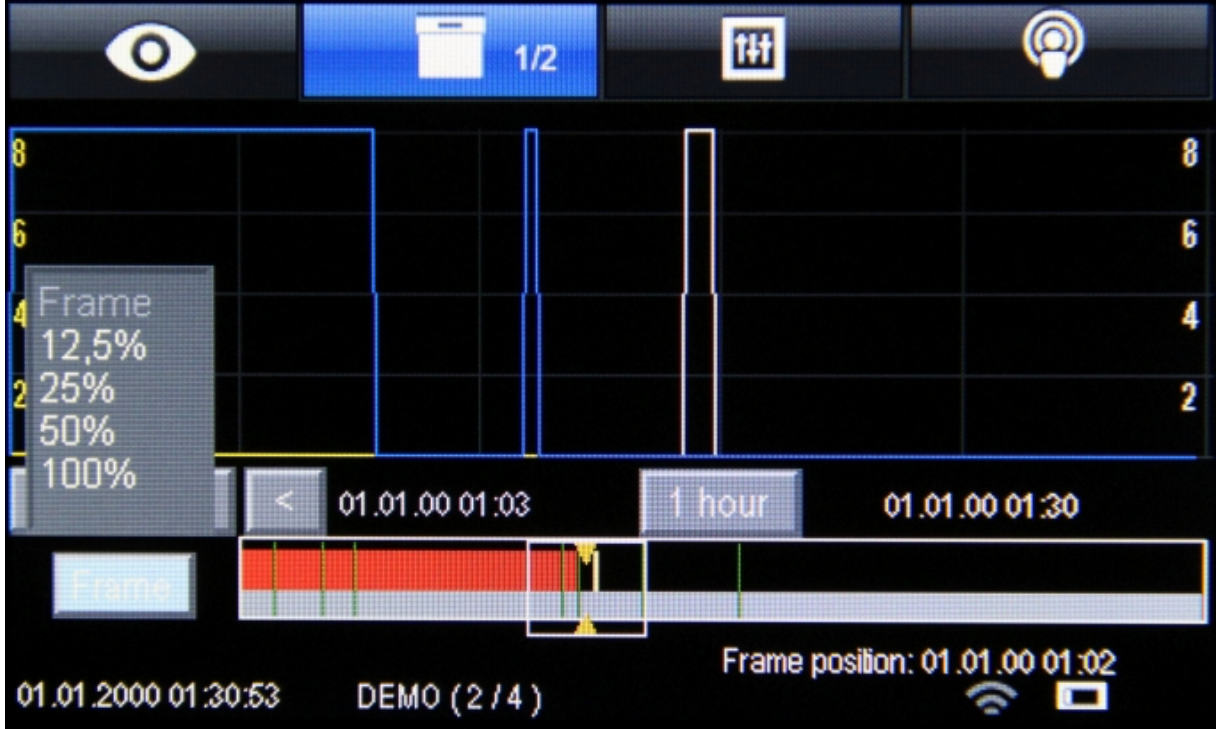 1/2
8 8
6 6
Frame
4 4
12,5%
2 25% 2
50%
100%
< 01.01.00 01:03 1 hour 01.01.00 01:30
Frame
Frame position: 01.01.00 01:02
01.01.2000 01:30:53 DEMO ( 2 / 4 )